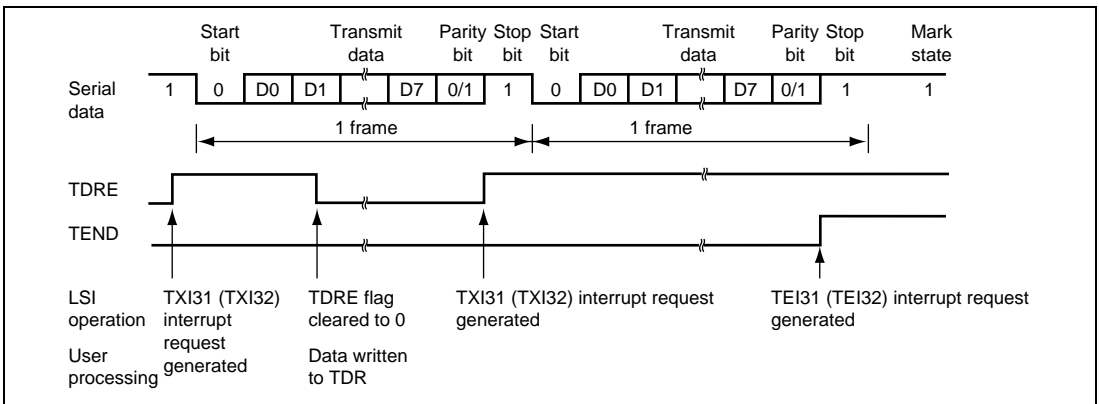 Start bit Transmit data Parity bit Stop bit Start bit Transmit data Parity bit Stop bit Mark state
Serial data 1 0 D0 D1 D7 0/1 1 0 D0 D1 D7 0/1 1 1
1 frame 1 frame
TDRE
TEND
LSI operation
TXI31 (TXI32) interrupt request generated
TDRE flag cleared to 0
TXI31 (TXI32) interrupt request generated
TEI31 (TEI32) interrupt request generated
User processing
Data written to TDR